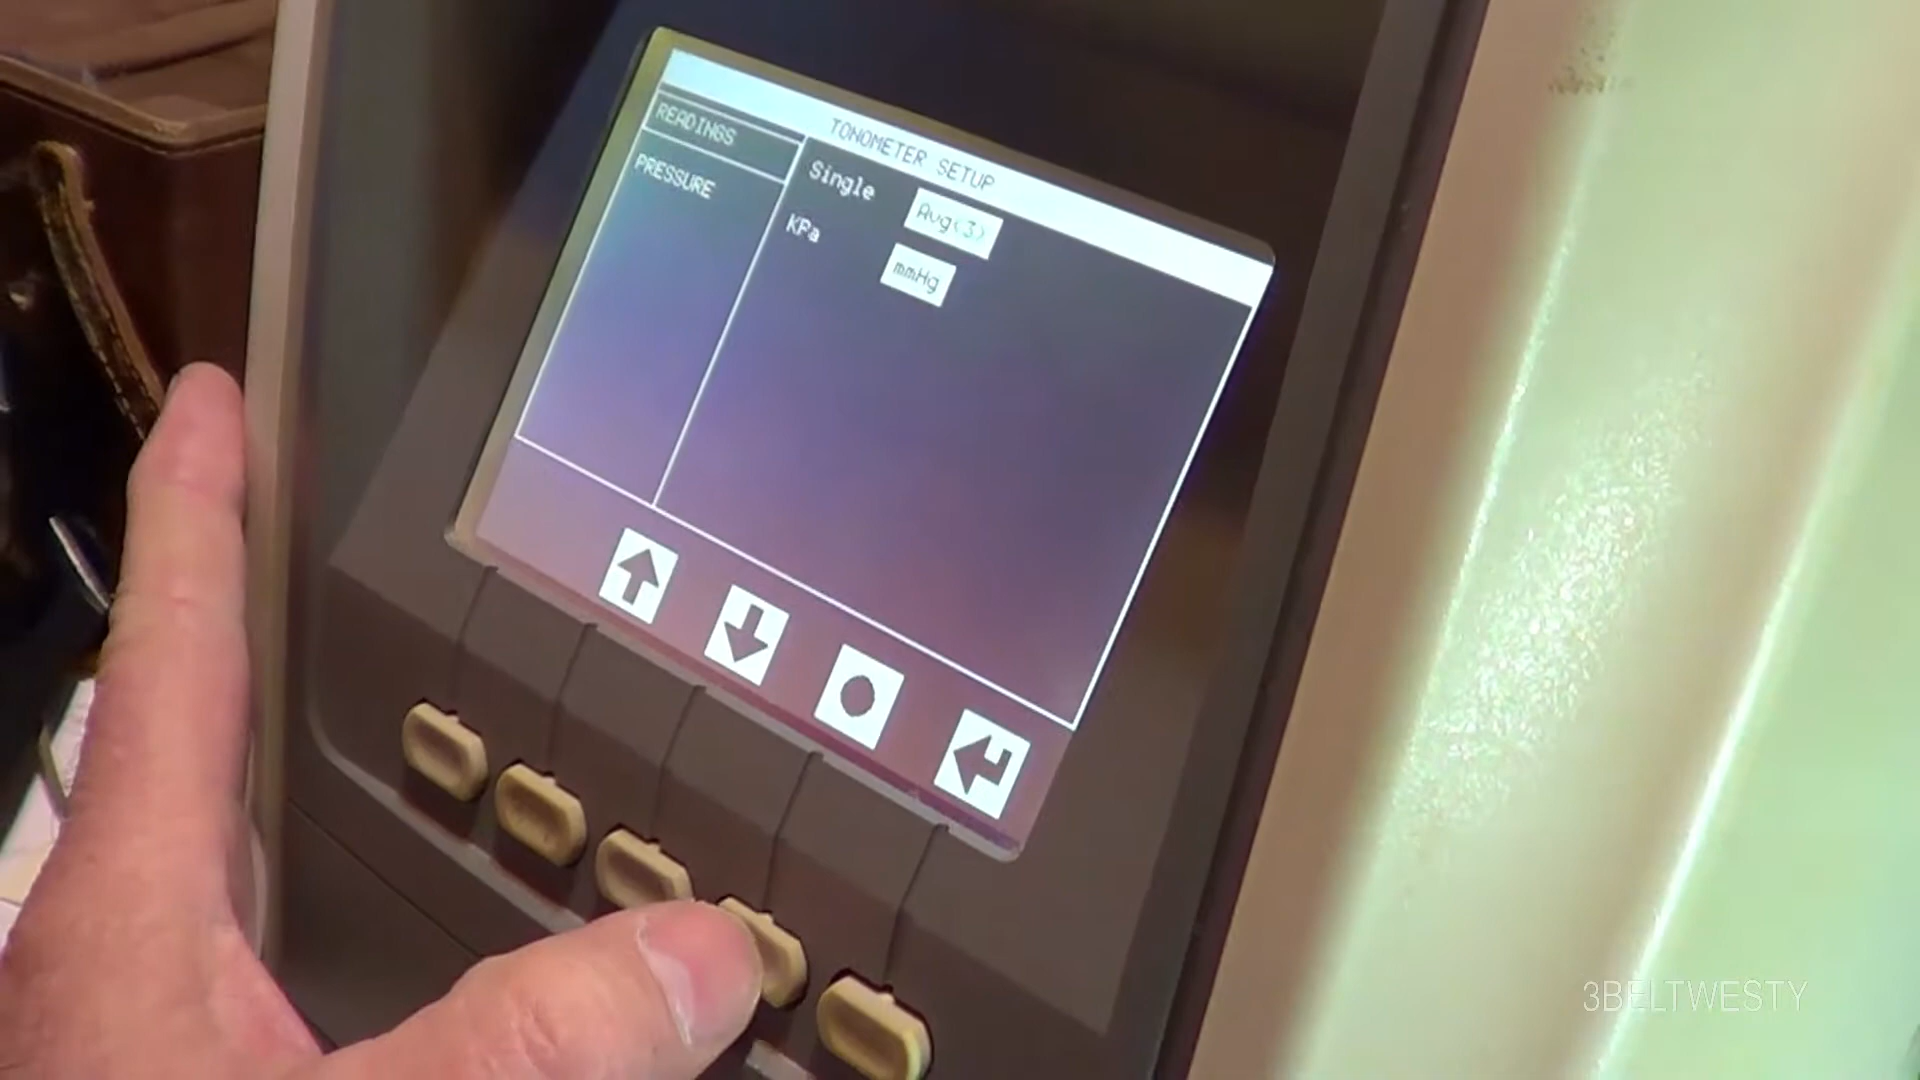 TONOMETER SETUP
READINGS Single Avg(3)
PRESSURE KPa mmHg
3BELTWESTY